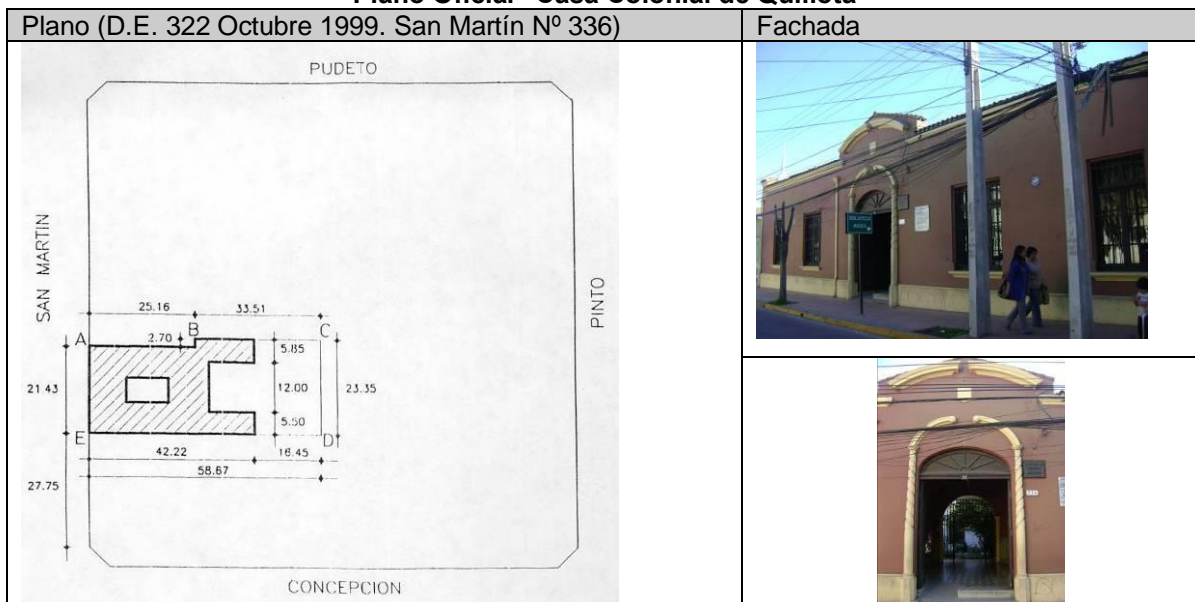 Plano Oficial "Casa Colonial de Quillota"
Plano (D.E. 322 Octubre 1999. San Martín Nº 336)
Fachada
PUDETO
SAN MARTIN
PINTO
25.16
33.51
A
B
C
2.70
5.85
21.43
12.00
23.35
5.50
E
D
42.22
16.45
58.67
27.75
CONCEPCION
BIBLIOTECA
MUSEO